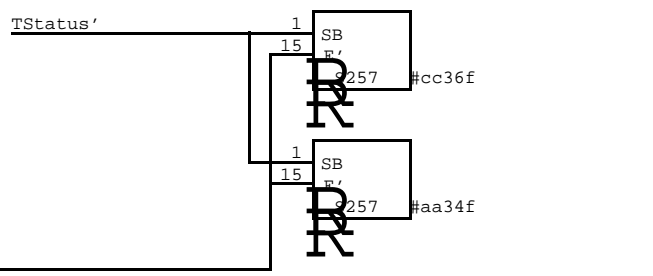 TStatus’
1
SB
15
E’
R
S257 #cc36f
R
1
SB
15
E’
R
S257 #aa34f
R